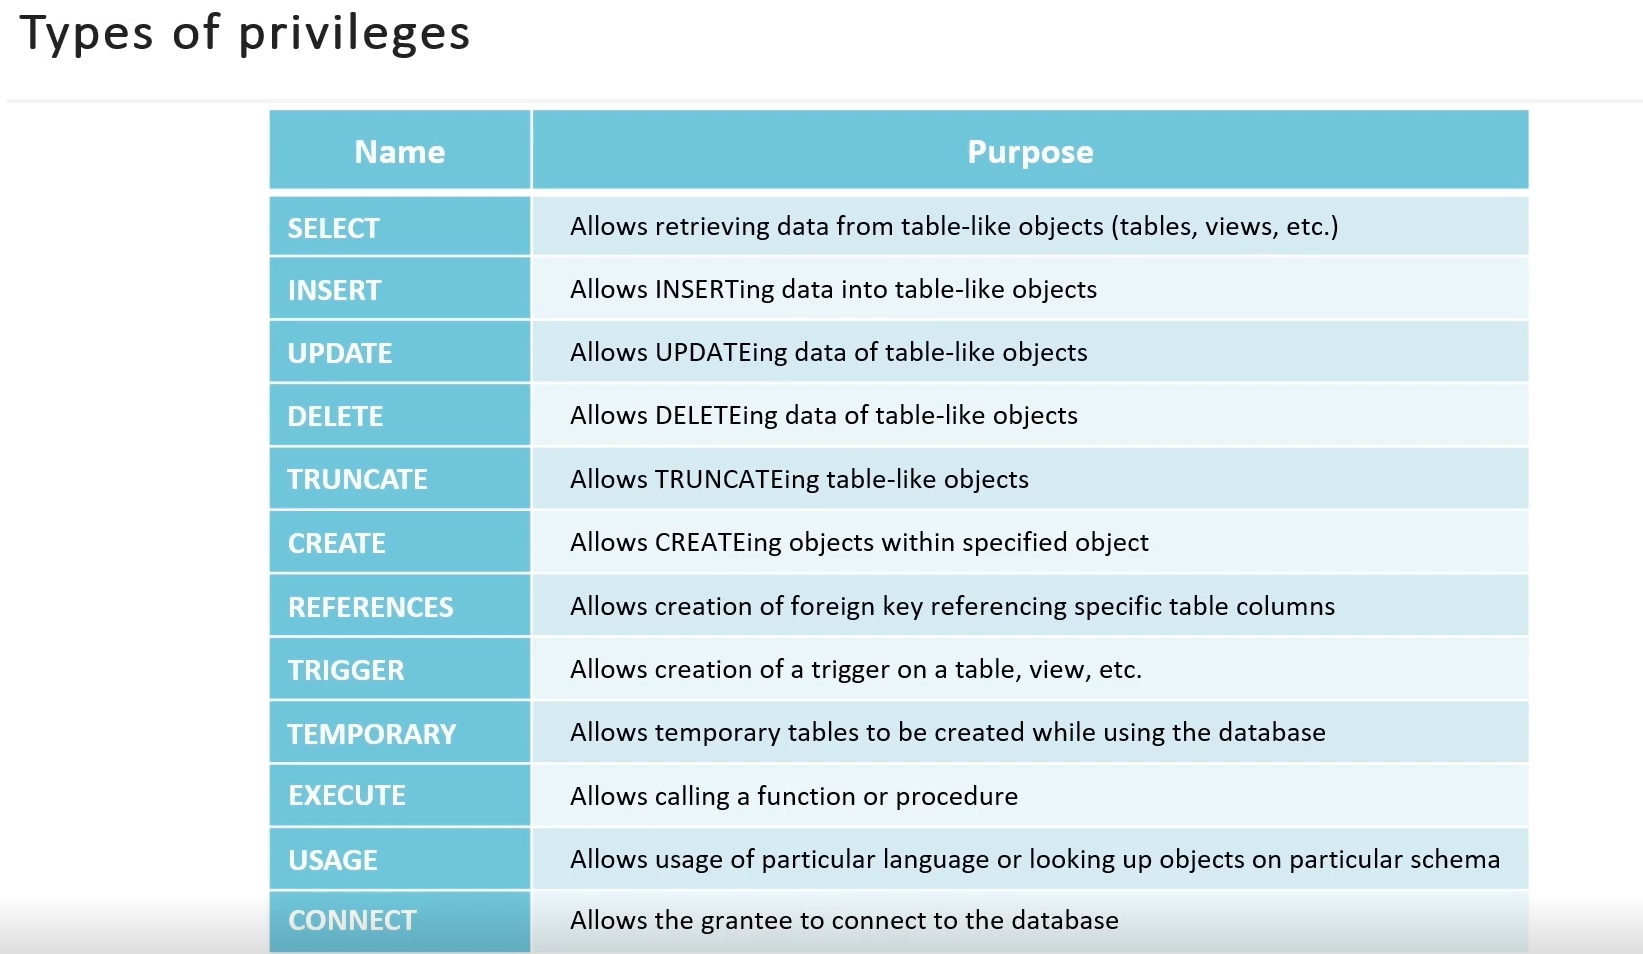 Types of privileges
Name Purpose
SELECT Allows retrieving data from table-like objects (tables, views, etc.)
INSERT Allows INSERTing data into table-like objects
UPDATE Allows UPDATEing data of table-like objects
DELETE Allows DELETEing data of table-like objects
TRUNCATE Allows TRUNCATEing table-like objects
CREATE Allows CREATEing objects within specified object
REFERENCES Allows creation of foreign key referencing specific table columns
TRIGGER Allows creation of a trigger on a table, view, etc.
TEMPORARY Allows temporary tables to be created while using the database
EXECUTE Allows calling a function or procedure
USAGE Allows usage of particular language or looking up objects on particular schema
CONNECT Allows the grantee to connect to the database